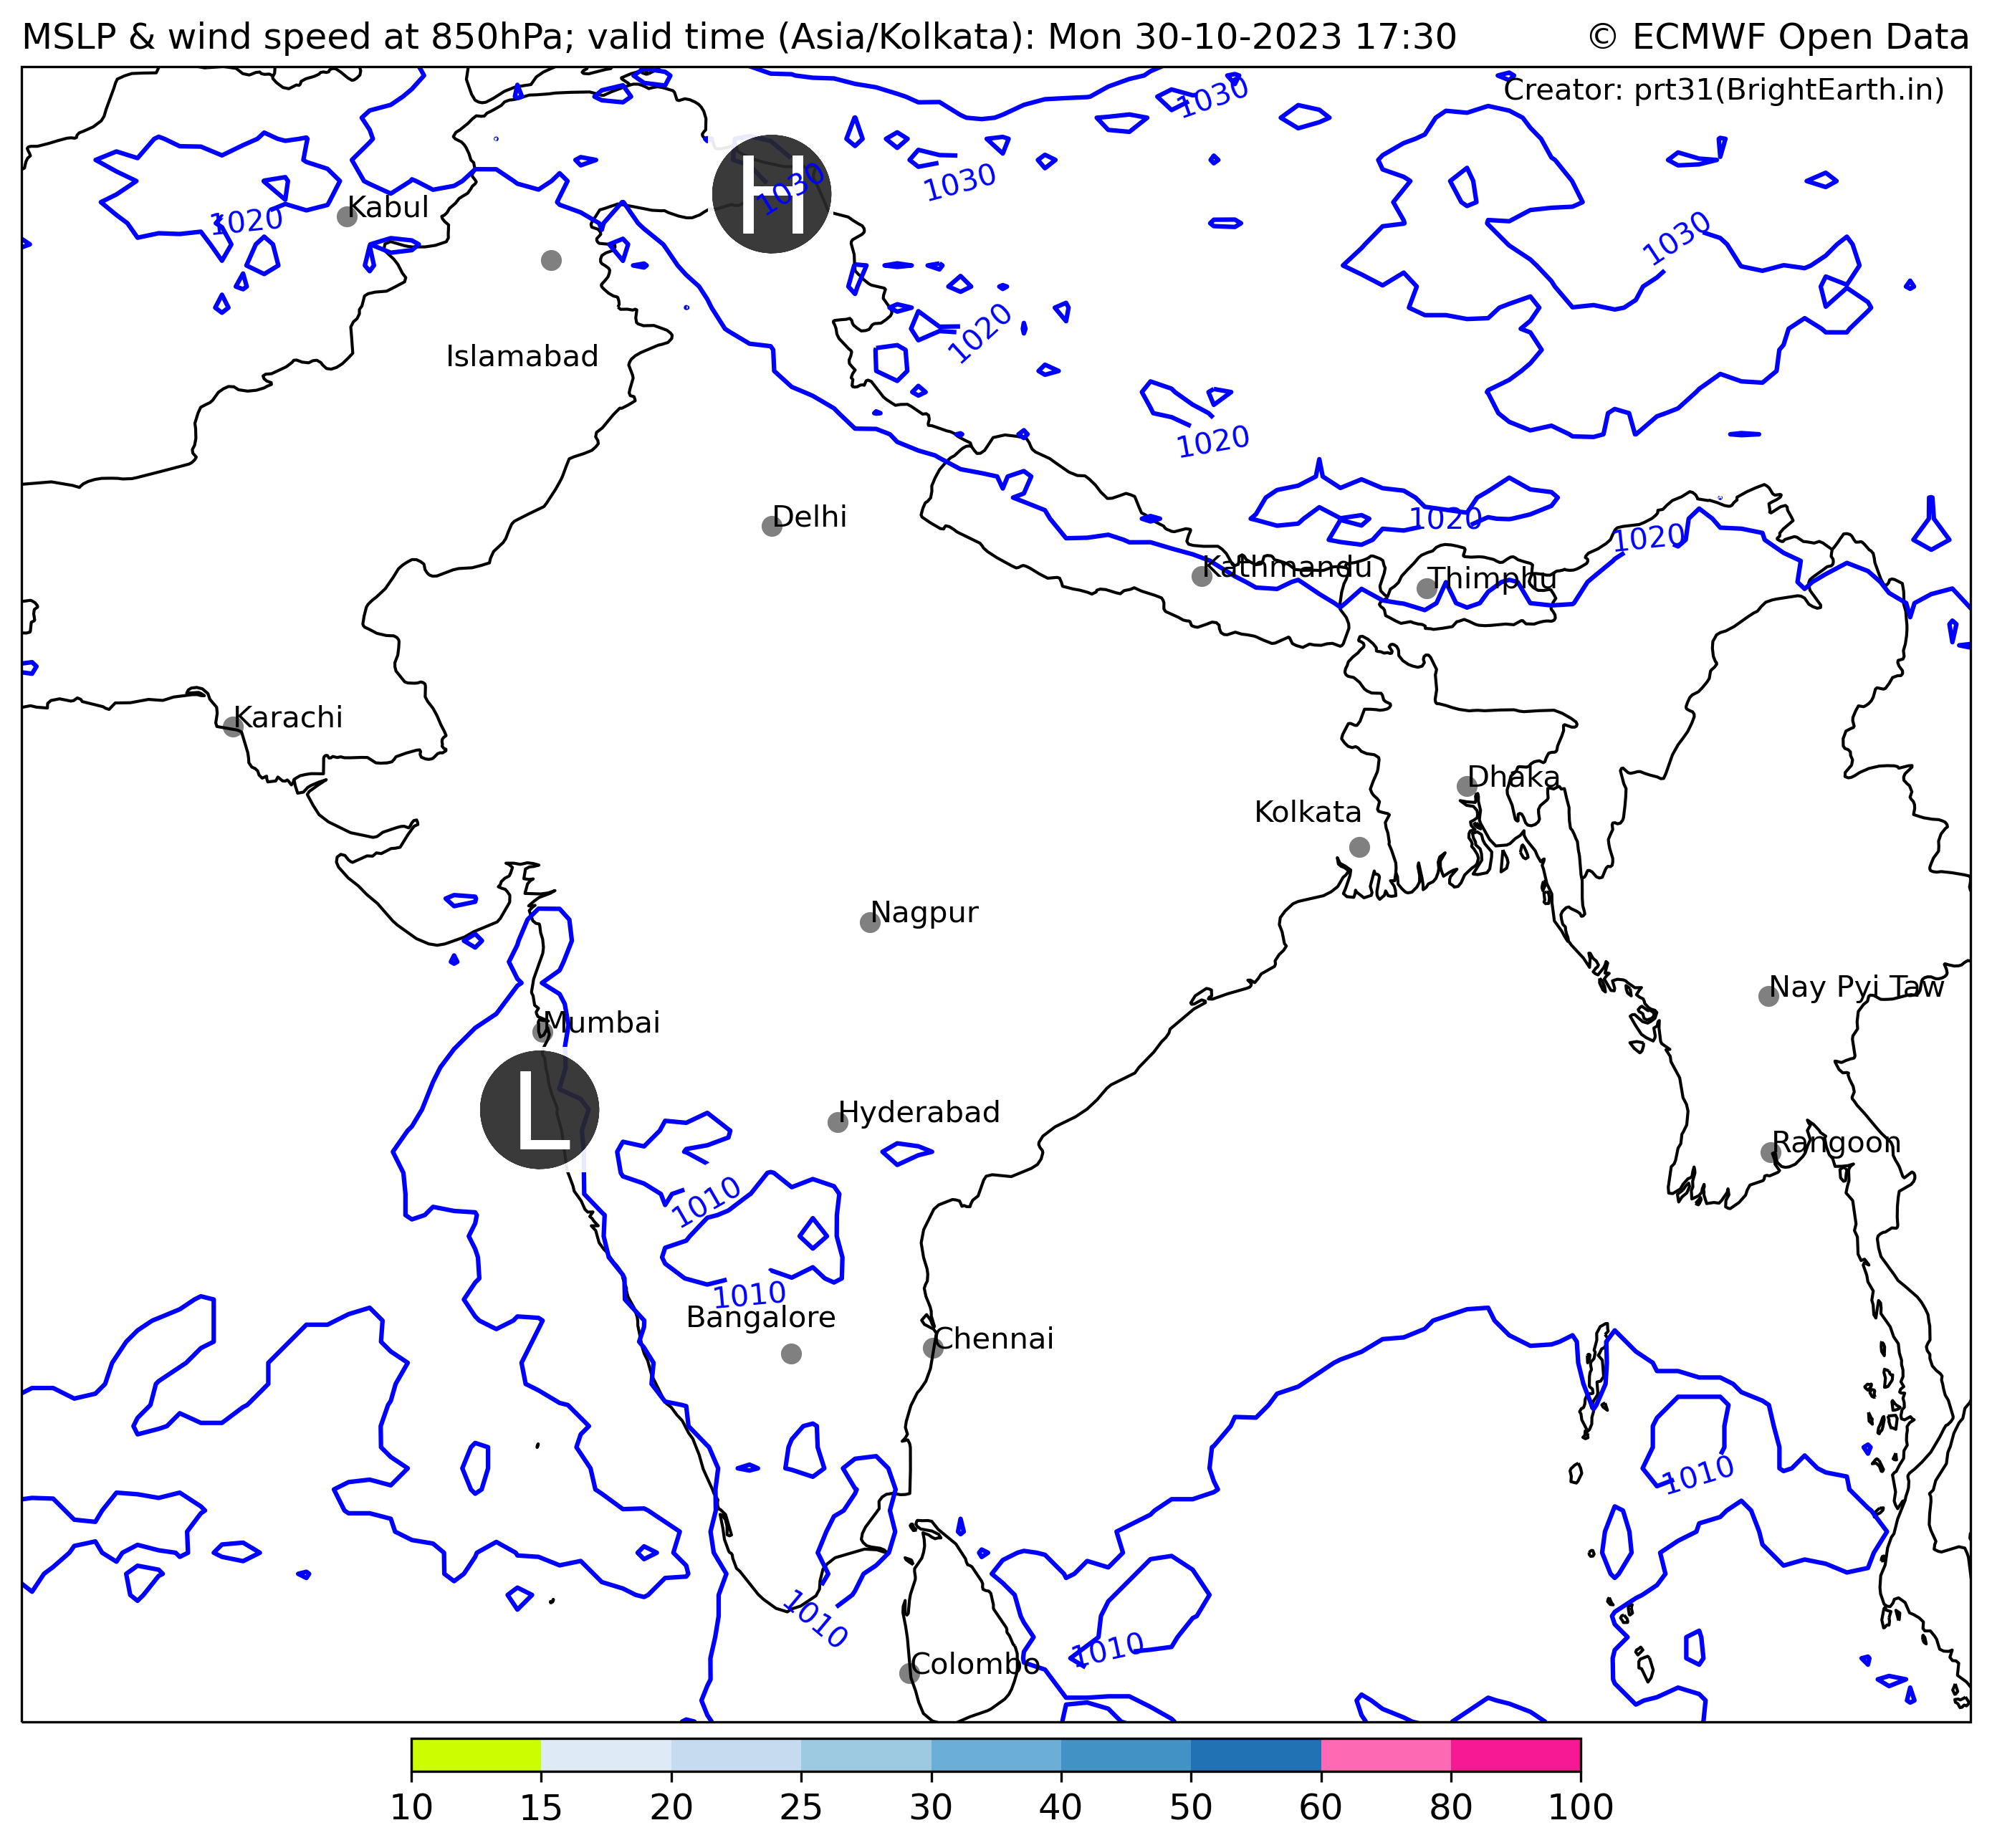 MSLP & wind speed at 850hPa; valid time (Asia/Kolkata): Mon 30-10-2023 17:30
© ECMWF Open Data
Creator: prt31(BrightEarth.in)
1030
1030
H
1030
Kabul
1020
1030
Islamabad
1020
1020
Delhi
1020
1020
Kathmandu
Thimphu
Karachi
Dhaka
Kolkata
Nagpur
Nay Pyi Taw
Mumbai
L
Hyderabad
Rangoon
1010
1010
Bangalore
Chennai
1010
1010
1010
Colombo
10 15 20 25 30 40 50 60 80 100